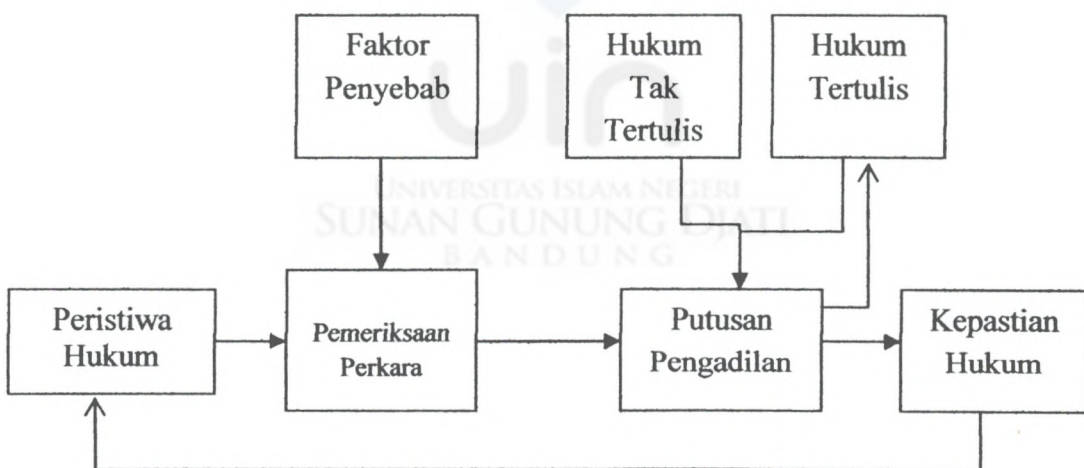 Faktor
Penyebab
Hukum
Tak
Tertulis
Hukum
Tertulis
uin
UNIVERSITAS ISLAM NEGERI
SUNAN GUNUNG DJATI
BANDUNG
Peristiwa
Hukum
Pemeriksaan
Perkara
Putusan
Pengadilan
Kepastian
Hukum